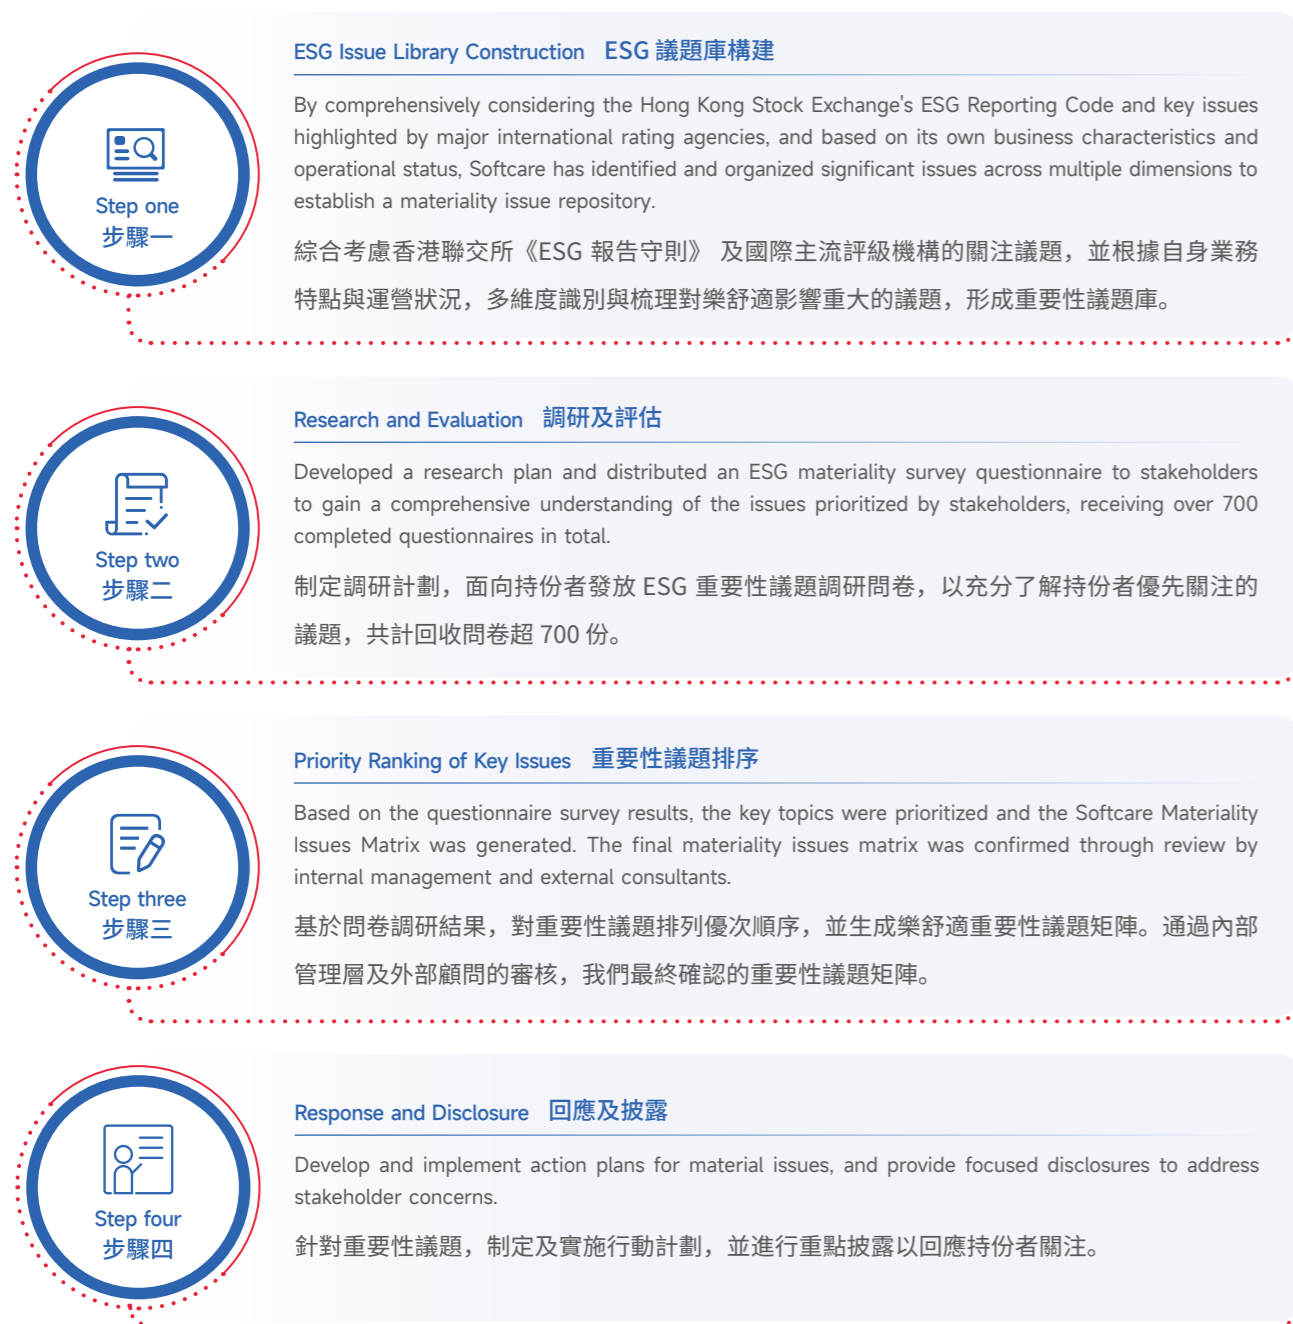 ESG Issue Library Construction ESG 議題庫構建
Step one
步驟一
By comprehensively considering the Hong Kong Stock Exchange's ESG Reporting Code and key issues
highlighted by major international rating agencies, and based on its own business characteristics and
operational status, Softcare has identified and organized significant issues across multiple dimensions to
establish a materiality issue repository.
綜合考慮香港聯交所《ESG 報告守則》 及國際主流評級機構的關注議題，並根據自身業務
特點與運營狀況，多維度識別與梳理對樂舒適影響重大的議題，形成重要性議題庫。
Research and Evaluation 調研及評估
Step two
步驟二
Developed a research plan and distributed an ESG materiality survey questionnaire to stakeholders
to gain a comprehensive understanding of the issues prioritized by stakeholders, receiving over 700
completed questionnaires in total.
制定調研計劃，面向持份者發放 ESG 重要性議題調研問卷，以充分了解持份者優先關注的
議題，共計回收問卷超 700 份。
Priority Ranking of Key Issues 重要性議題排序
Step three
步驟三
Based on the questionnaire survey results, the key topics were prioritized and the Softcare Materiality
Issues Matrix was generated. The final materiality issues matrix was confirmed through review by
internal management and external consultants.
基於問卷調研結果，對重要性議題排列優次順序，並生成樂舒適重要性議題矩陣。通過內部
管理層及外部顧問的審核，我們最終確認的重要性議題矩陣。
Response and Disclosure 回應及披露
Step four
步驟四
Develop and implement action plans for material issues, and provide focused disclosures to address
stakeholder concerns.
針對重要性議題，制定及實施行動計劃，並進行重點披露以回應持份者關注。